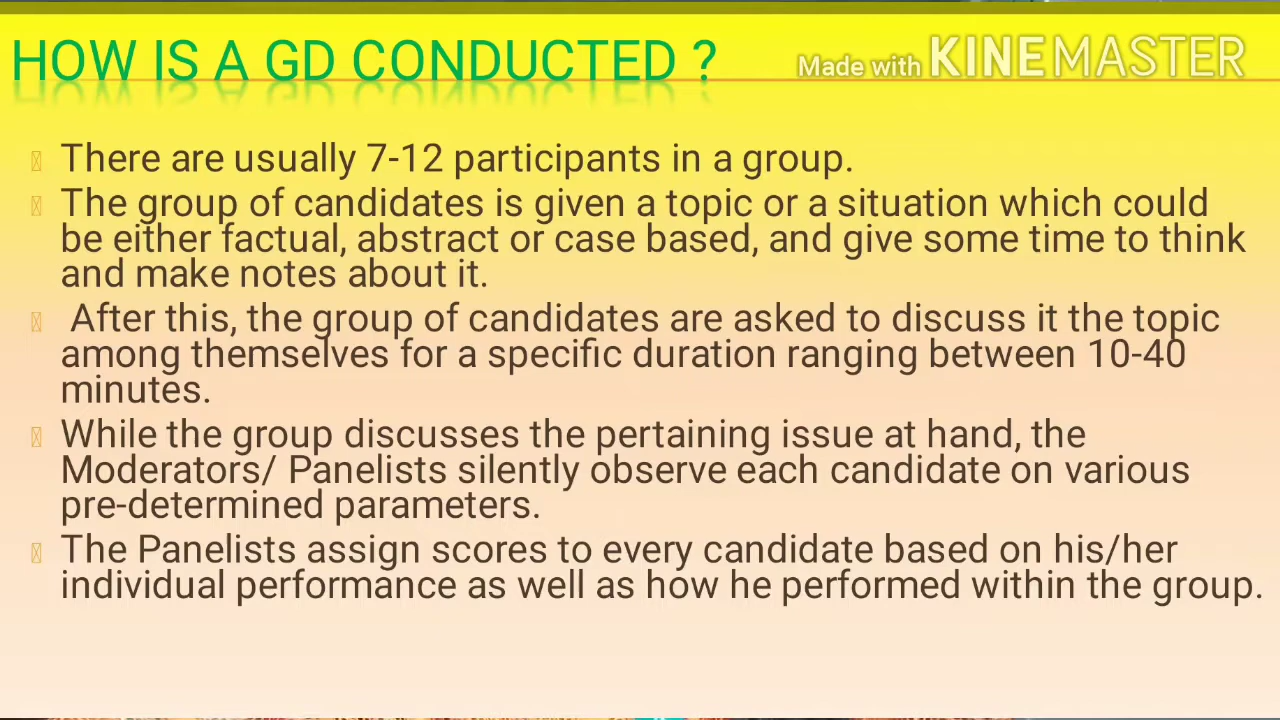 HOW IS A GD CONDUCTED ?
Made with KINEMASTER
There are usually 7-12 participants in a group.
The group of candidates is given a topic or a situation which could
be either factual, abstract or case based, and give some time to think
and make notes about it.
After this, the group of candidates are asked to discuss it the topic
among themselves for a specific duration ranging between 10-40
minutes.
While the group discusses the pertaining issue at hand, the
Moderators/ Panelists silently observe each candidate on various
pre-determined parameters.
The Panelists assign scores to every candidate based on his/her
individual performance as well as how he performed within the group.